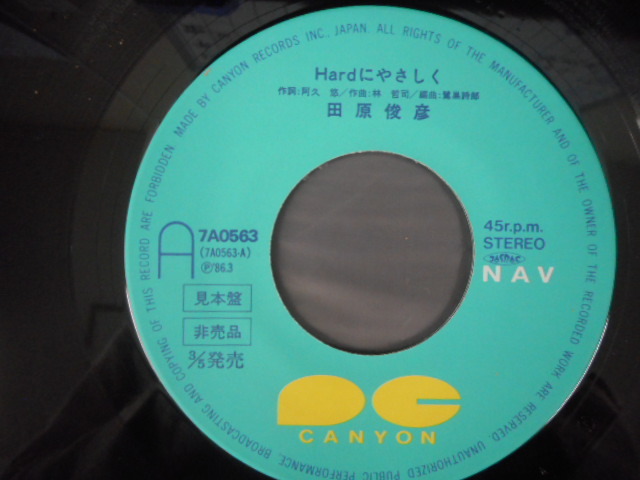 Hardにやさしく
作詞:阿久 悠/作曲:林 哲司/編曲:鷺巣詩郎
田原俊彦
A
7A0563
(7A0563-A)
Ⓟ/86.3
45r.p.m.
STEREO
JASRAC
NAV
見本盤
非売品
3/5発売
PC
CANYON
MADE BY CANYON RECORDS INC, JAPAN. ALL RIGHTS OF THE MANUFACTURER AND OF THE OWNER OF THE RECORDED WORK ARE RESERVED. UNAUTHORIZED PUBLIC PERFORMANCE, BROADCASTING AND COPYING OF THIS RECORD ARE FORBIDDEN.